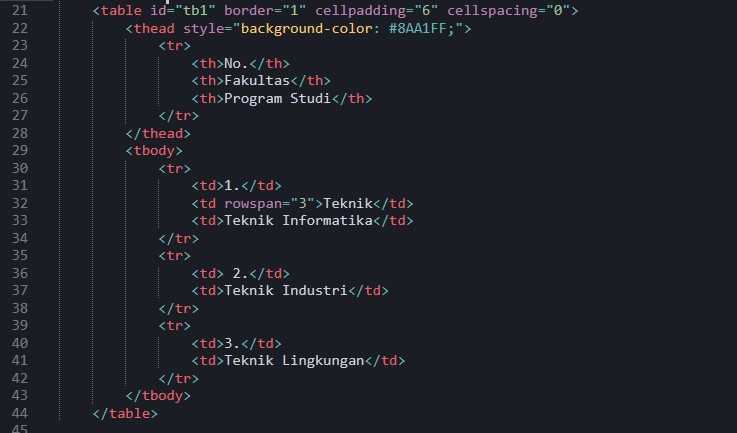 21 <table id="tb1" border="1" cellpadding="6" cellspacing="0">
22 <thead style="background-color: #8AA1FF;">
23 <tr>
24 <th>No.</th>
25 <th>Fakultas</th>
26 <th>Program Studi</th>
27 </tr>
28 </thead>
29 <tbody>
30 <tr>
31 <td>1.</td>
32 <td rowspan="3">Teknik</td>
33 <td>Teknik Informatika</td>
34 </tr>
35 <tr>
36 <td> 2.</td>
37 <td>Teknik Industri</td>
38 </tr>
39 <tr>
40 <td>3.</td>
41 <td>Teknik Lingkungan</td>
42 </tr>
43 </tbody>
44 </table>
45